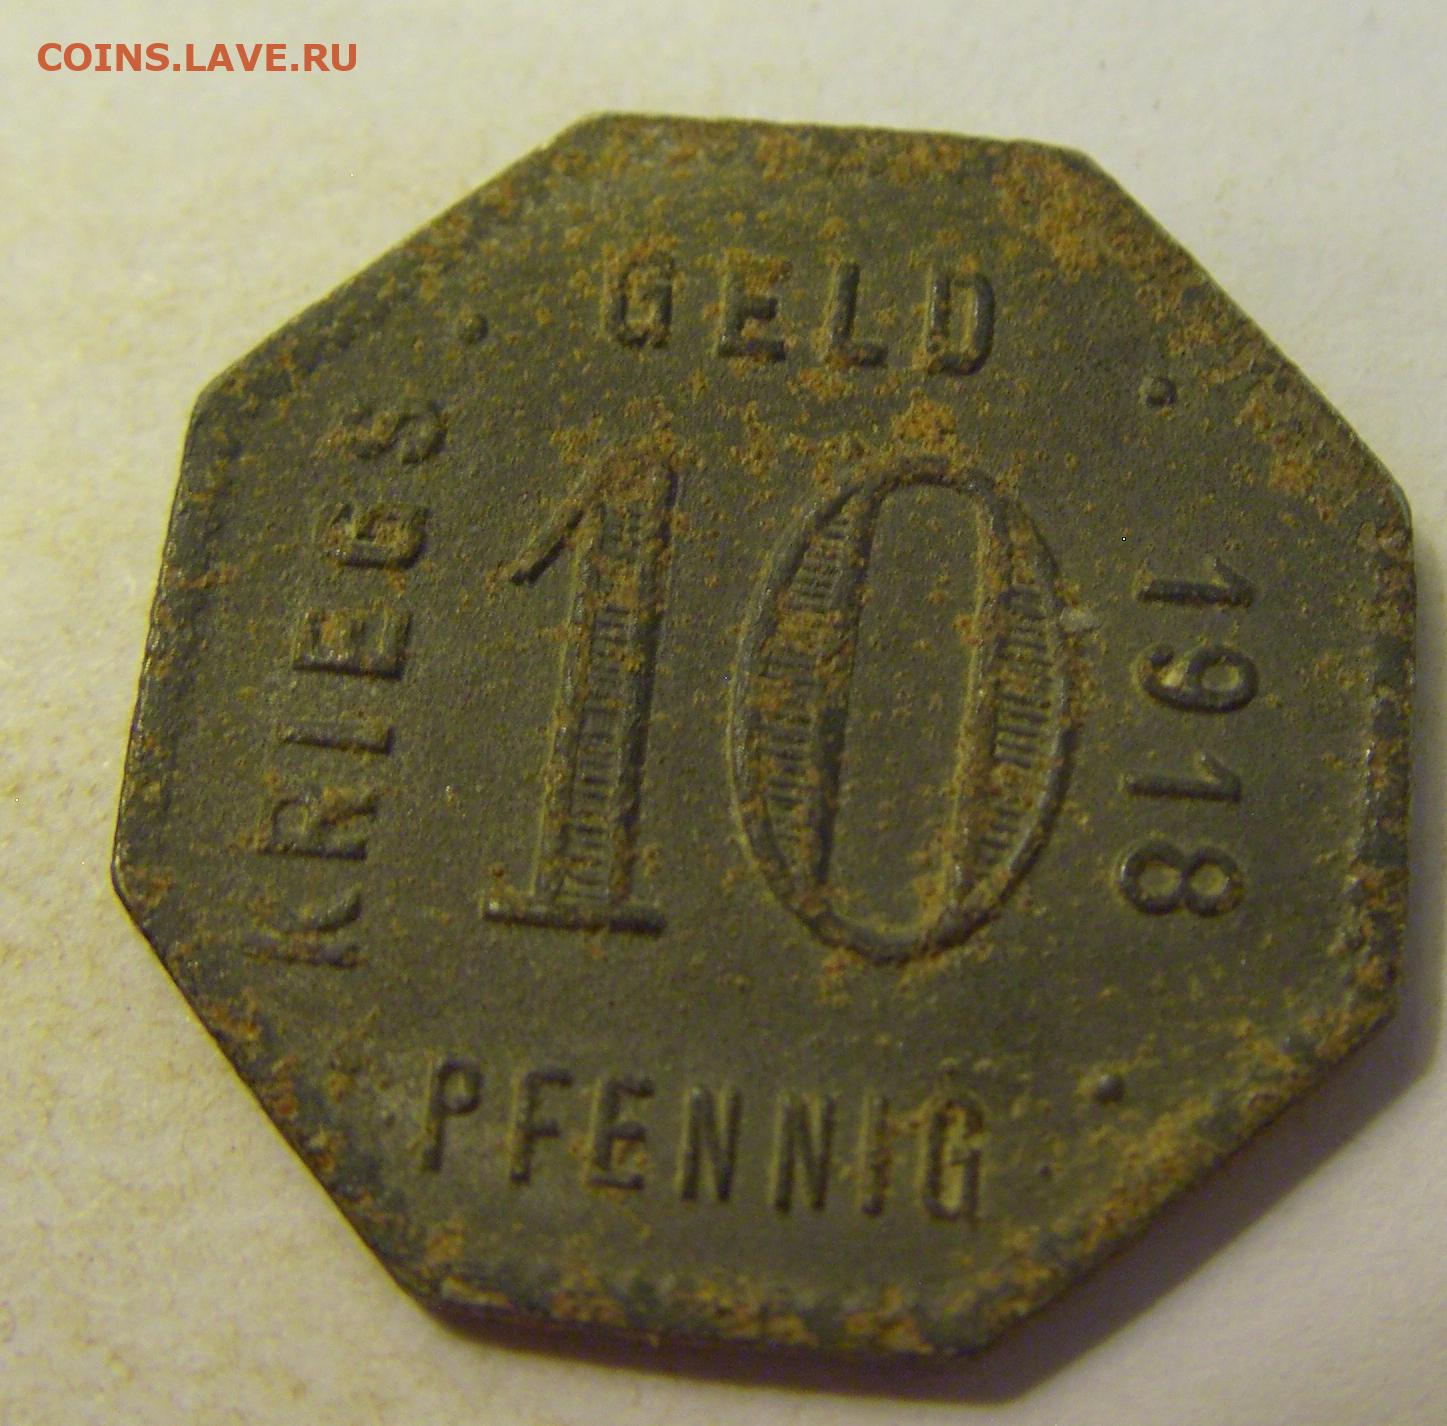 COINS.LAVE.RU
KRIEGS · GELD · 1918 ·
10
PFENNIG